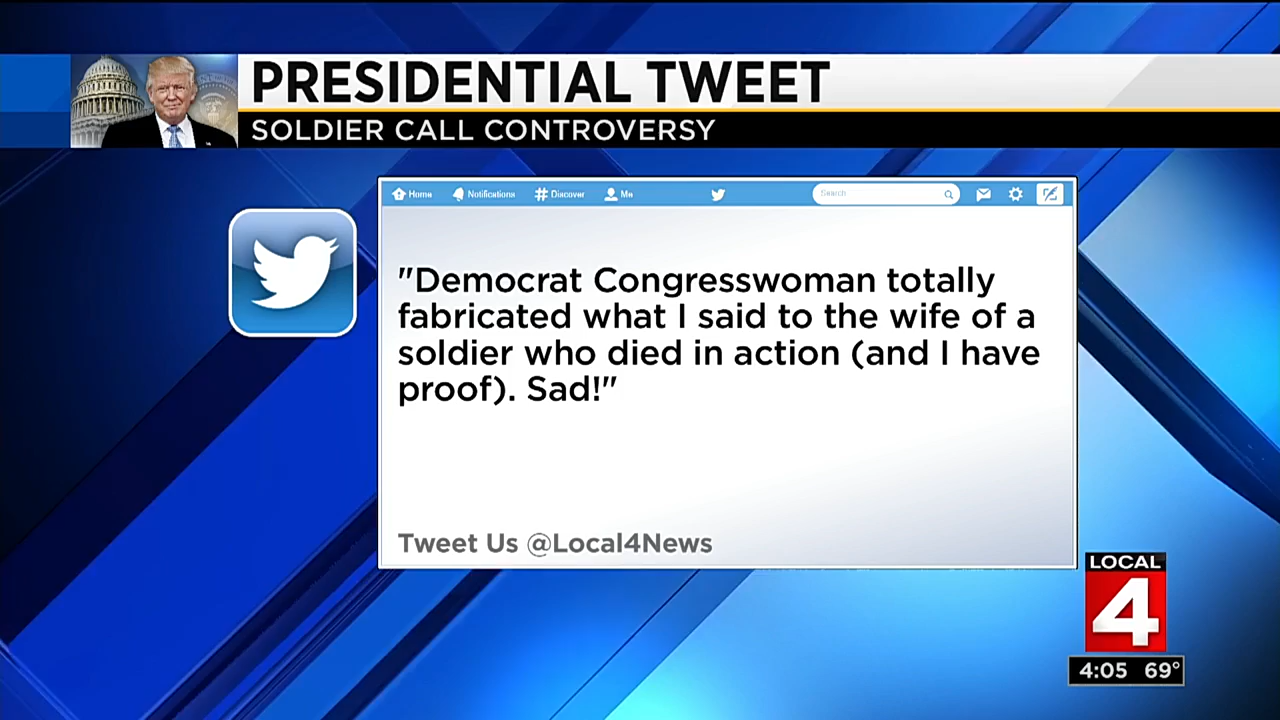 PRESIDENTIAL TWEET
SOLDIER CALL CONTROVERSY
Home Notifications Discover Me Search
"Democrat Congresswoman totally
fabricated what I said to the wife of a
soldier who died in action (and I have
proof). Sad!"
Tweet Us @Local4News
LOCAL
4
4:05 69°